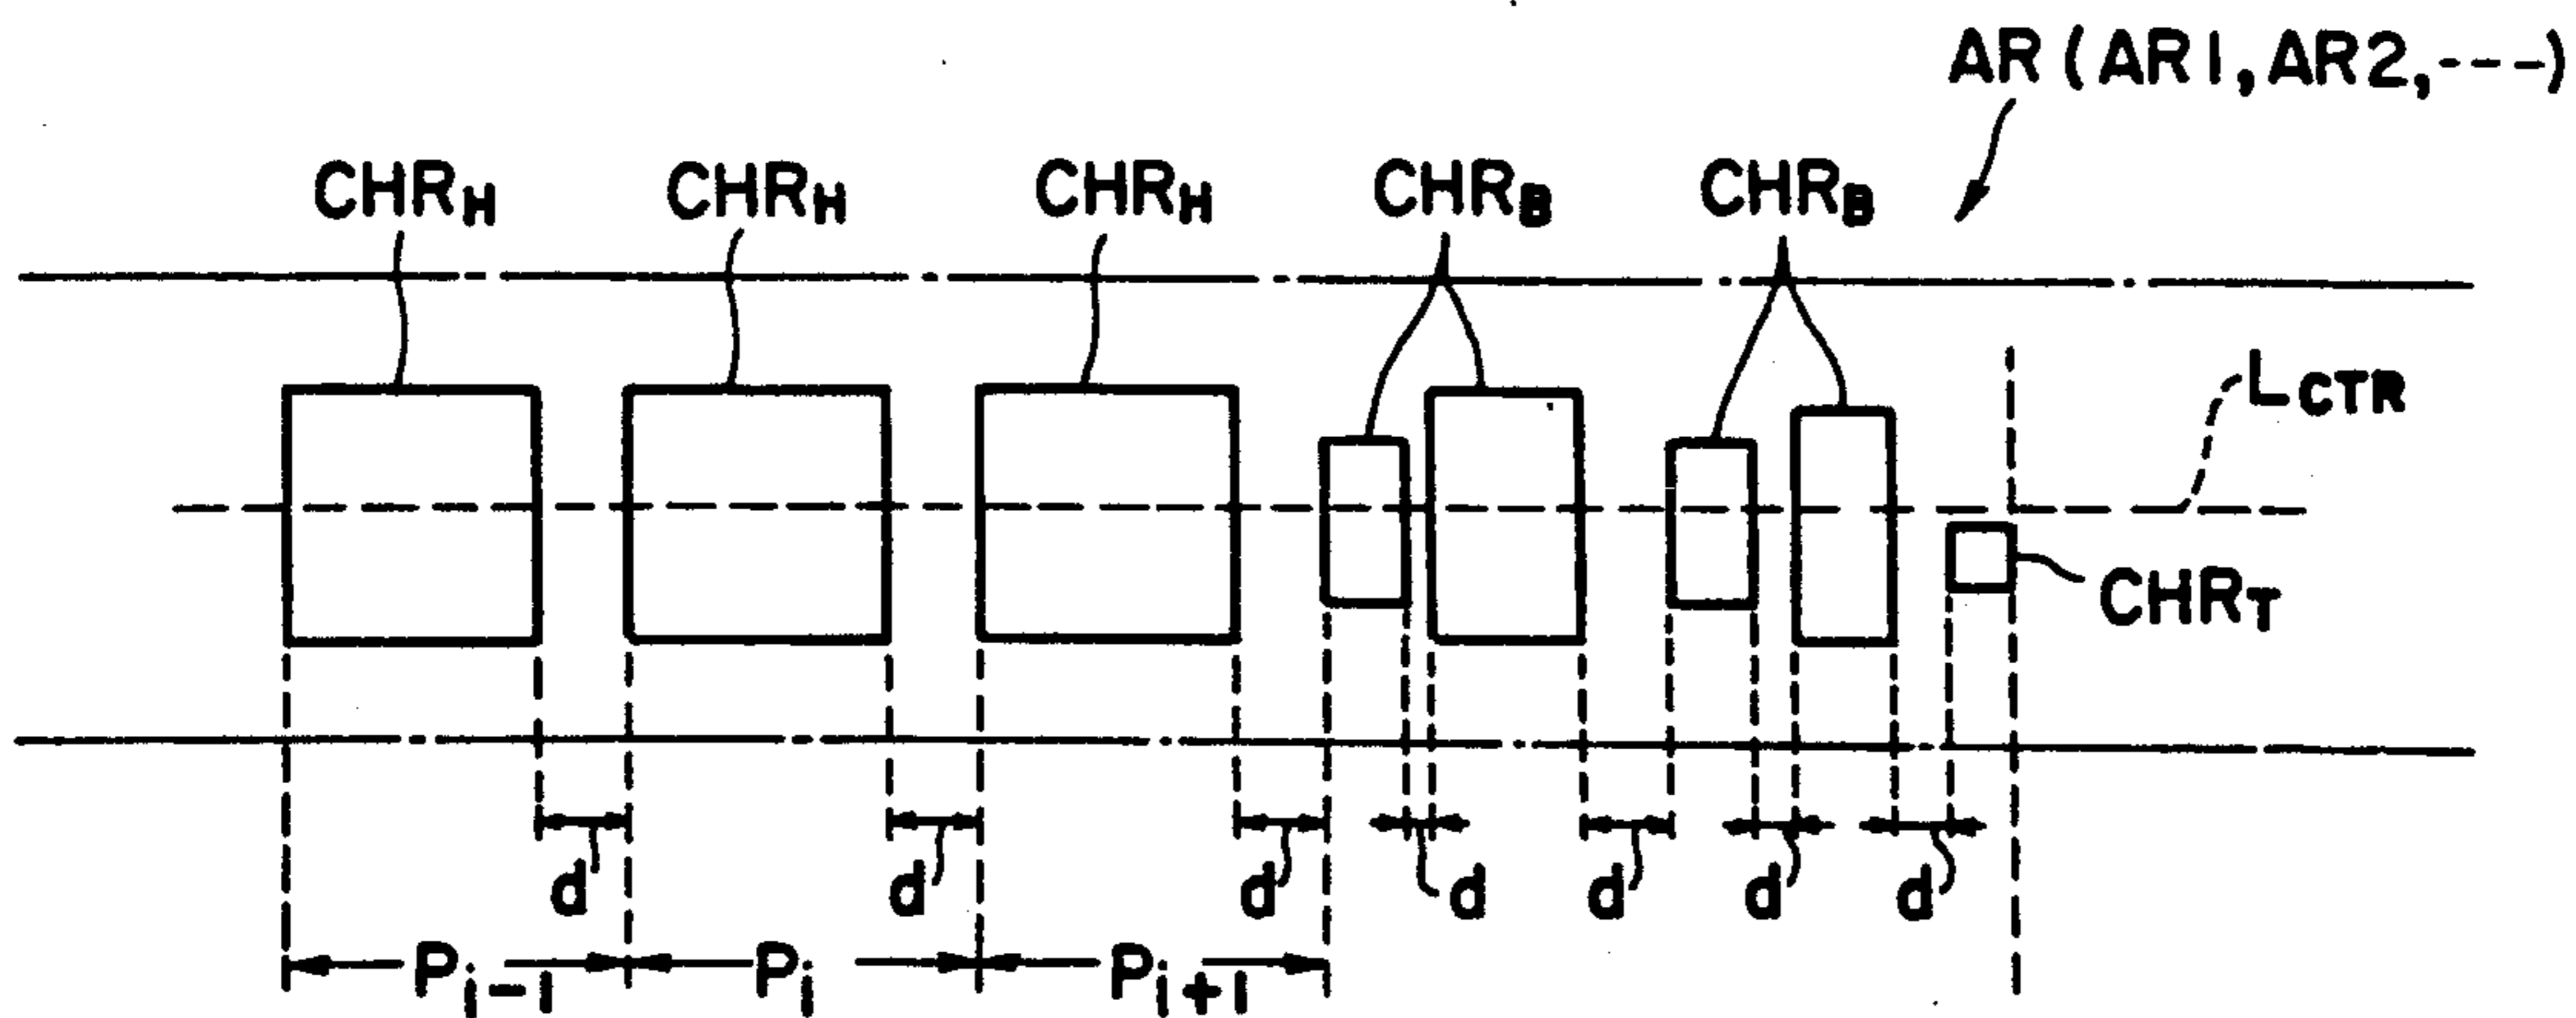 AR (AR1, AR2, ----)
CHRH CHRH CHRH CHRB CHRB
LCTR
CHRT
d d d d d d d
Pi-1 Pi Pi+1